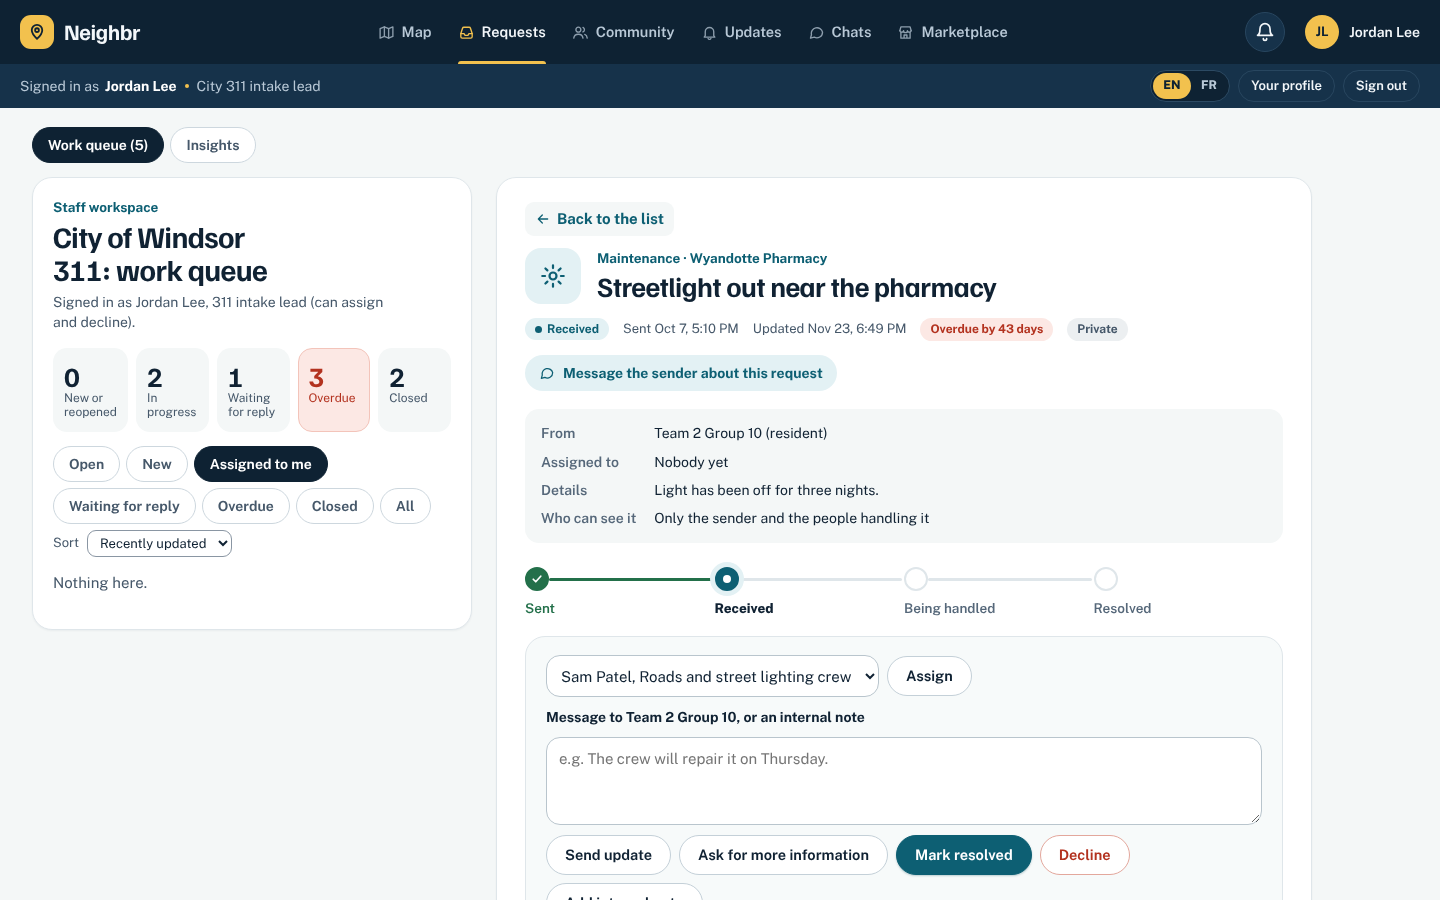 Neighbr
Map
Requests
Community
Updates
Chats
Marketplace
JL
Jordan Lee
Signed in as Jordan Lee • City 311 intake lead
EN
FR
Your profile
Sign out
Work queue (5)
Insights
Staff workspace
City of Windsor
311: work queue
Signed in as Jordan Lee, 311 intake lead (can assign
and decline).
0
New or
reopened
2
In
progress
1
Waiting
for reply
3
Overdue
2
Closed
Open
New
Assigned to me
Waiting for reply
Overdue
Closed
All
Sort
Recently updated
Nothing here.
← Back to the list
Maintenance · Wyandotte Pharmacy
Streetlight out near the pharmacy
Received
Sent Oct 7, 5:10 PM
Updated Nov 23, 6:49 PM
Overdue by 43 days
Private
Message the sender about this request
From Team 2 Group 10 (resident)
Assigned to Nobody yet
Details Light has been off for three nights.
Who can see it Only the sender and the people handling it
Sent
Received
Being handled
Resolved
Sam Patel, Roads and street lighting crew
Assign
Message to Team 2 Group 10, or an internal note
e.g. The crew will repair it on Thursday.
Send update
Ask for more information
Mark resolved
Decline